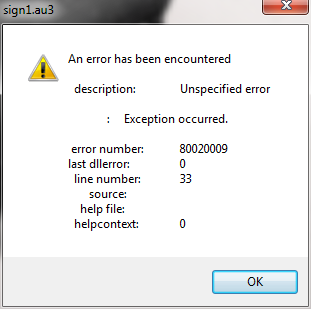 sign1.au3
An error has been encountered
description: Unspecified error
: Exception occurred.
error number: 80020009
last dllerror: 0
line number: 33
source:
help file:
helpcontext: 0
OK